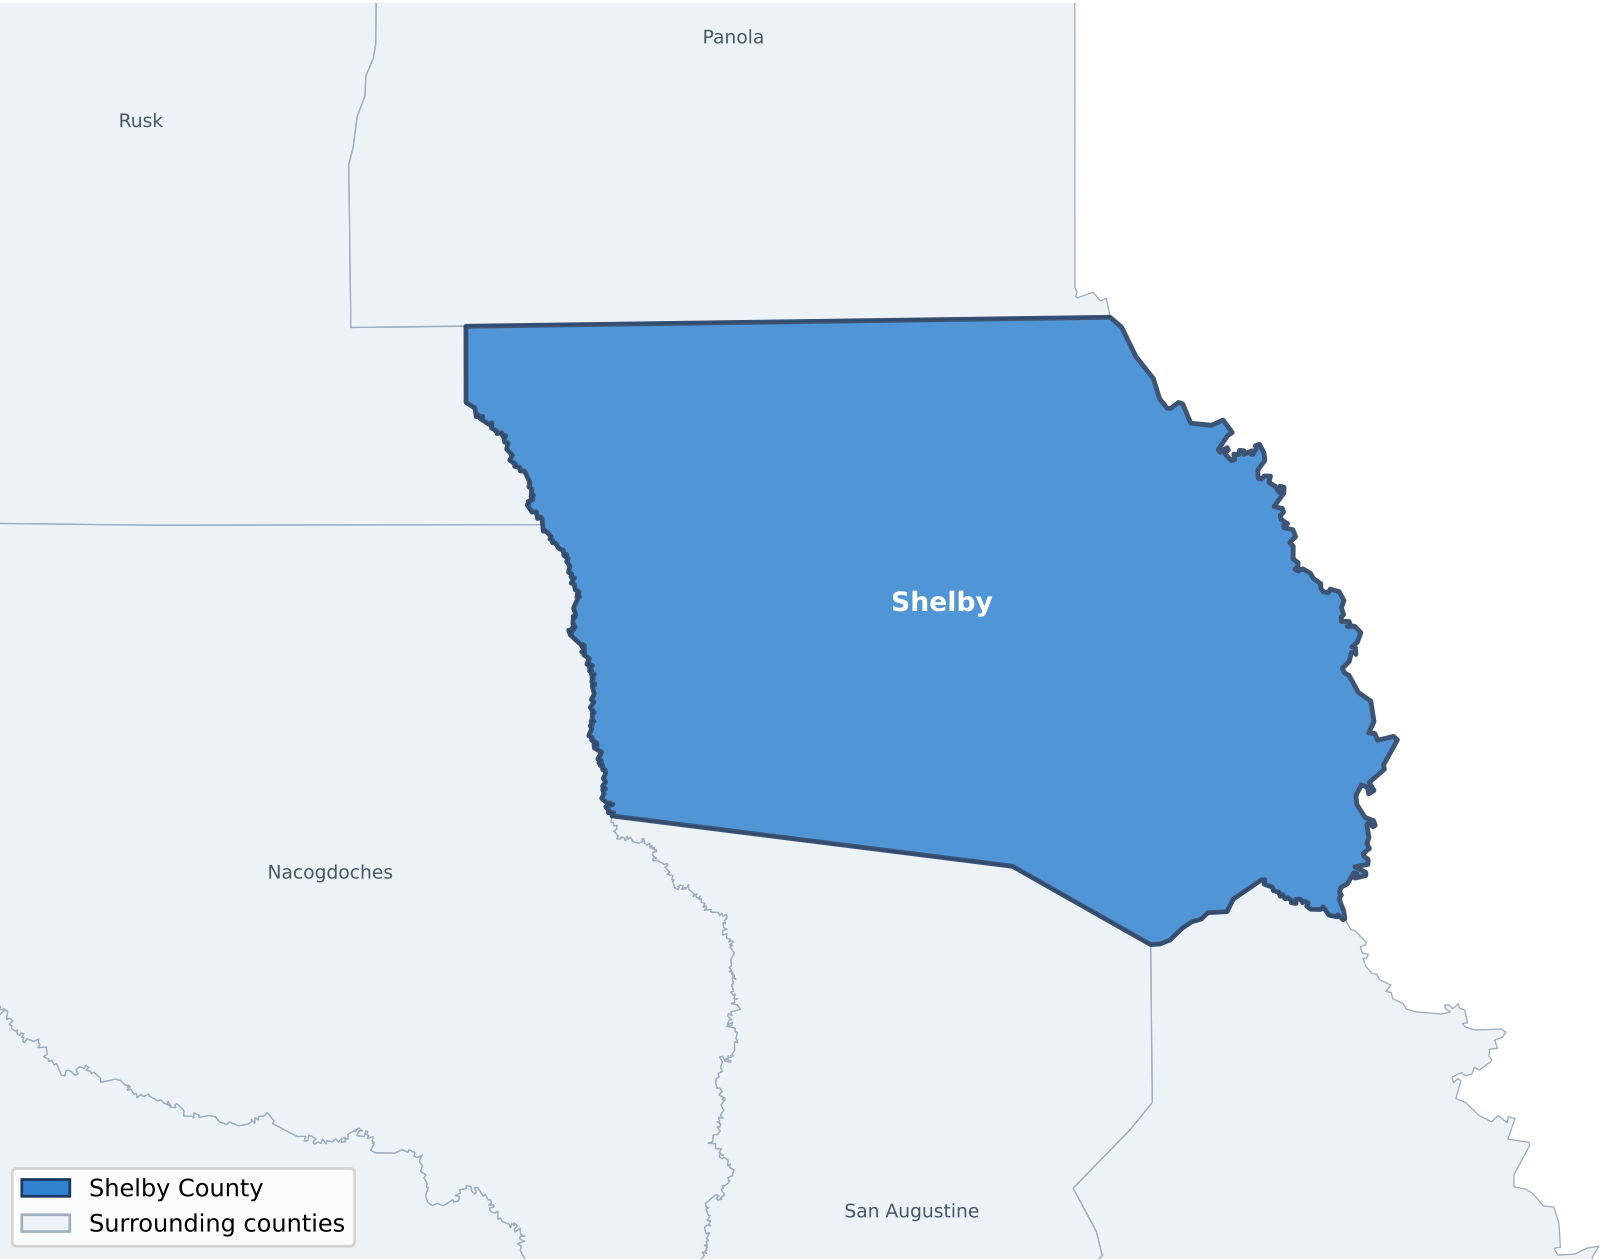 Panola
Rusk
Shelby
Nacogdoches
San Augustine
Shelby County
Surrounding counties